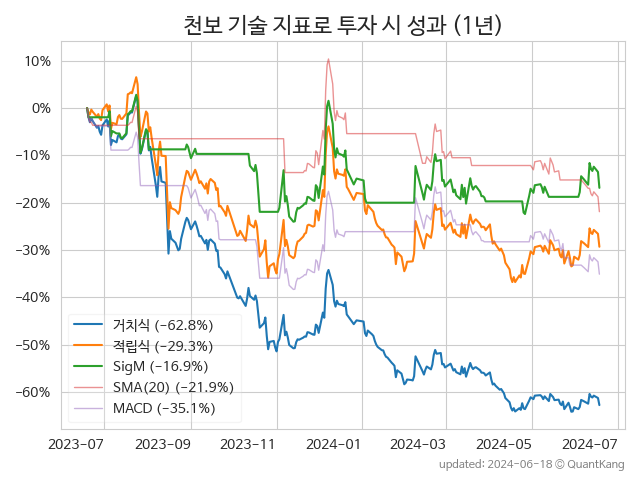 천보 기술 지표로 투자 시 성과 (1년)
10%
0%
−10%
−20%
−30%
−40%
−50%
−60%
거치식 (−62.8%)
적립식 (−29.3%)
SigM (−16.9%)
SMA(20) (−21.9%)
MACD (−35.1%)
2023−07 2023−09 2023−11 2024−01 2024−03 2024−05 2024−07
updated: 2024−06−18 ⓒ QuantKang